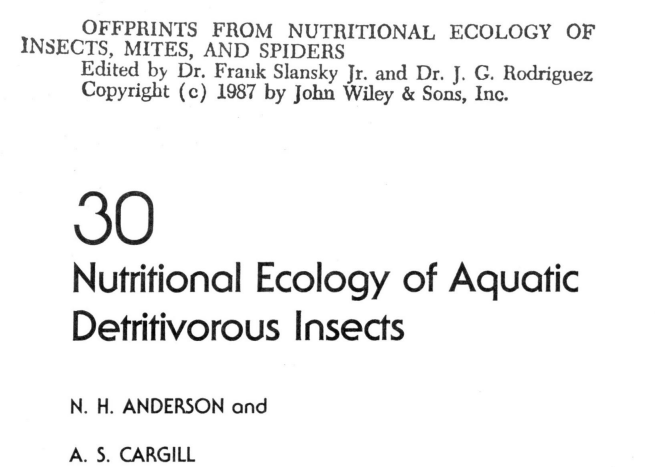 OFFPRINTS FROM NUTRITIONAL ECOLOGY OF
INSECTS, MITES, AND SPIDERS
Edited by Dr. Frank Slansky Jr. and Dr. J. G. Rodriguez
Copyright (c) 1987 by John Wiley & Sons, Inc.
30
Nutritional Ecology of Aquatic
Detritivorous Insects
N. H. ANDERSON and
A. S. CARGILL